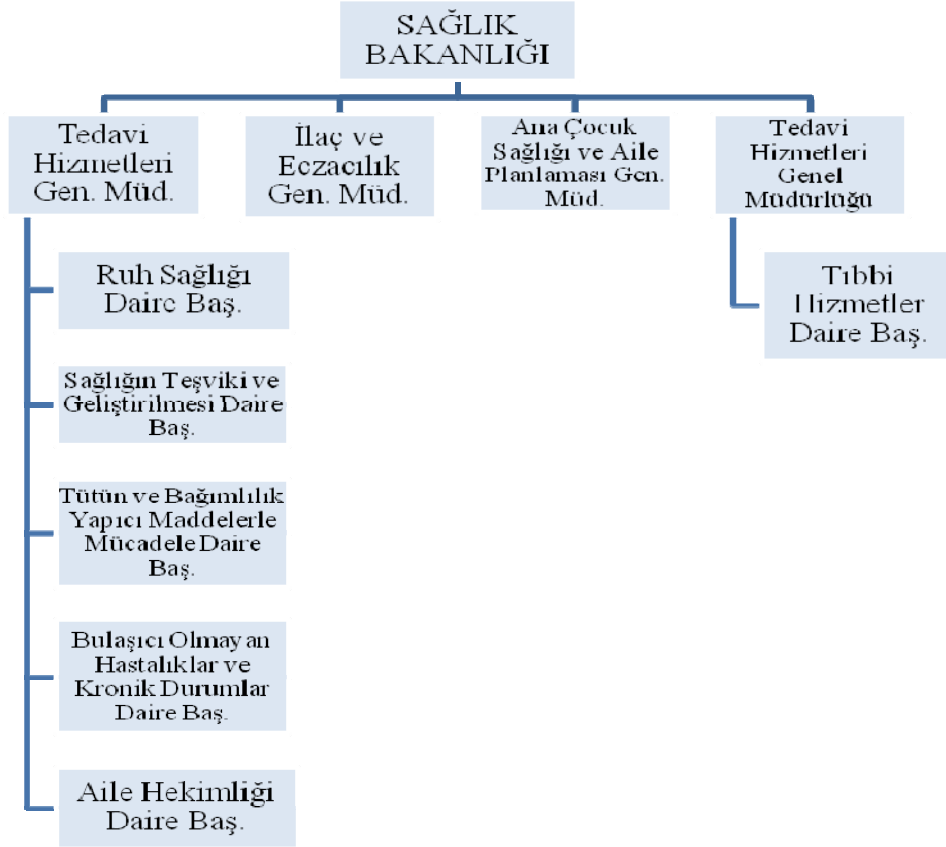 SAĞLIK
BAKANLIĞI
Tedavi
Hizmetleri
Gen. Müd.
İlaç ve
Eczacılık
Gen. Müd.
Ana Çocuk
Sağlığı ve Aile
Planlaması Gen.
Müd.
Tedavi
Hizmetleri
Genel
Müdürlüğü
Ruh Sağlığı
Daire Baş.
Sağlığın Teşviki ve
Geliştirilmesi Daire
Baş.
Tütün ve Bağımlılık
Yapıcı Maddelerle
Mücadele Daire
Baş.
Bulaşıcı Olmayan
Hastalıklar ve
Kronik Durumlar
Daire Baş.
Aile Hekimliği
Daire Baş.
Tıbbi
Hizmetler
Daire Baş.